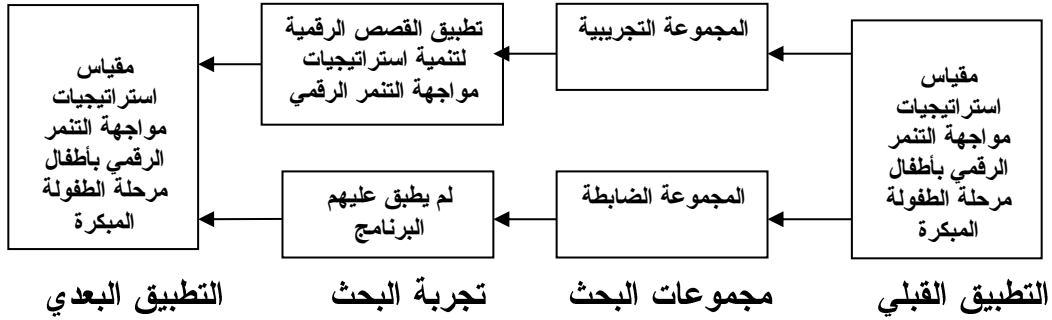 مقياس
استراتيجيات
مواجهة التنمر
الرقمي بأطفال
مرحلة الطفولة
المبكرة
المجموعة التجريبية
المجموعة الضابطة
تطبيق القصص الرقمية
لتنمية استراتيجيات
مواجهة التنمر الرقمي
لم يطبق عليهم
البرنامج
مقياس
استراتيجيات
مواجهة التنمر
الرقمي بأطفال
مرحلة الطفولة
المبكرة
التطبيق القبلي
مجموعات البحث
تجربة البحث
التطبيق البعدي